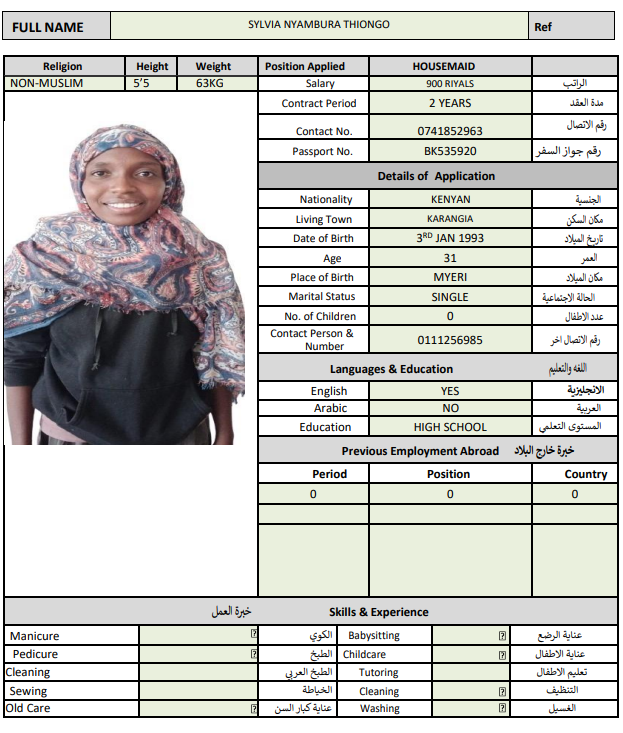 FULL NAME SYLVIA NYAMBURA THIONGO Ref
Religion Height Weight Position Applied HOUSEMAID
NON-MUSLIM 5'5 63KG Salary 900 RIYALS الراتب
Contract Period 2 YEARS مدة العقد
Contact No. 0741852963 رقم الاتصال
Passport No. BK535920 رقم جواز السفر
Details of Application
Nationality KENYAN الجنسية
Living Town KARANGIA مكان السكن
Date of Birth 3RD JAN 1993 تاريخ الميلاد
Age 31 العمر
Place of Birth MYERI مكان الميلاد
Marital Status SINGLE الحالة الاجتماعية
No. of Children 0 عدد الاطفال
Contact Person &
Number 0111256985 رقم الاتصال اخر
Languages & Education اللغه والتعليم
English YES الانجليزية
Arabic NO العربية
Education HIGH SCHOOL المستوى التعلمي
Previous Employment Abroad خبرة خارج البلاد
Period Position Country
0 0 0
خبرة العمل Skills & Experience
Manicure الكوي Babysitting عناية الرضع
Pedicure الطبخ Childcare عناية الاطفال
Cleaning الطبخ العربي Tutoring تعليم الاطفال
Sewing الخياطة Cleaning التنظيف
Old Care عناية كبار السن Washing الغسيل